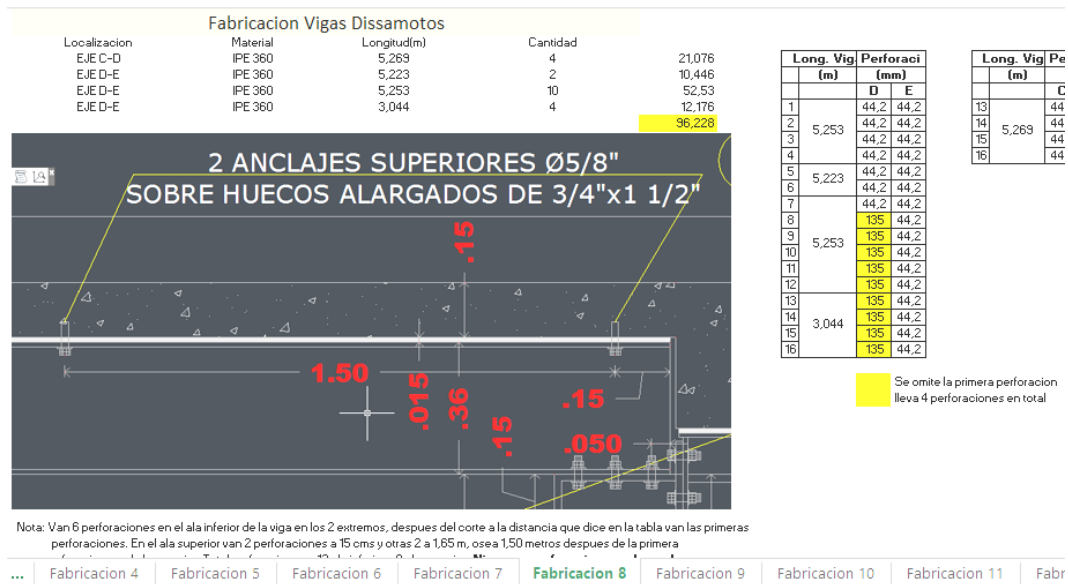 Fabricacion Vigas Dissamotos
Localizacion Material Longitud(m) Cantidad
EJE C-D IPE 360 5,269 4 21,076
EJE D-E IPE 360 5,223 2 10,446
EJE D-E IPE 360 5,253 10 52,53
EJE D-E IPE 360 3,044 4 12,176
96,228
2 ANCLAJES SUPERIORES Ø5/8"
SOBRE HUECOS ALARGADOS DE 3/4"x1 1/2"
.15
1.50
.015
.36
.15
.15
.050
Long. Vig Perforaci
(m) (mm)
D E
1 44,2 44,2
2 44,2 44,2
5,253
3 44,2 44,2
4 44,2 44,2
5 44,2 44,2
5,223
6 44,2 44,2
7 44,2 44,2
8 135 44,2
9 135 44,2
5,253
10 135 44,2
11 135 44,2
12 135 44,2
13 135 44,2
14 135 44,2
3,044
15 135 44,2
16 135 44,2
Long. Vig Pe
(m)
C
13 44
14 44
5,269
15 44
16 44
Se omite la primera perforacion
lleva 4 perforaciones en total
Nota: Van 6 perforaciones en el ala inferior de la viga en los 2 extremos, despues del corte a la distancia que dice en la tabla van las primeras
perforaciones. En el ala superior van 2 perforaciones a 15 cms y otras 2 a 1,65 m, osea 1,50 metros despues de la primera
... Fabricacion 4 Fabricacion 5 Fabricacion 6 Fabricacion 7 Fabricacion 8 Fabricacion 9 Fabricacion 10 Fabricacion 11 Fabr